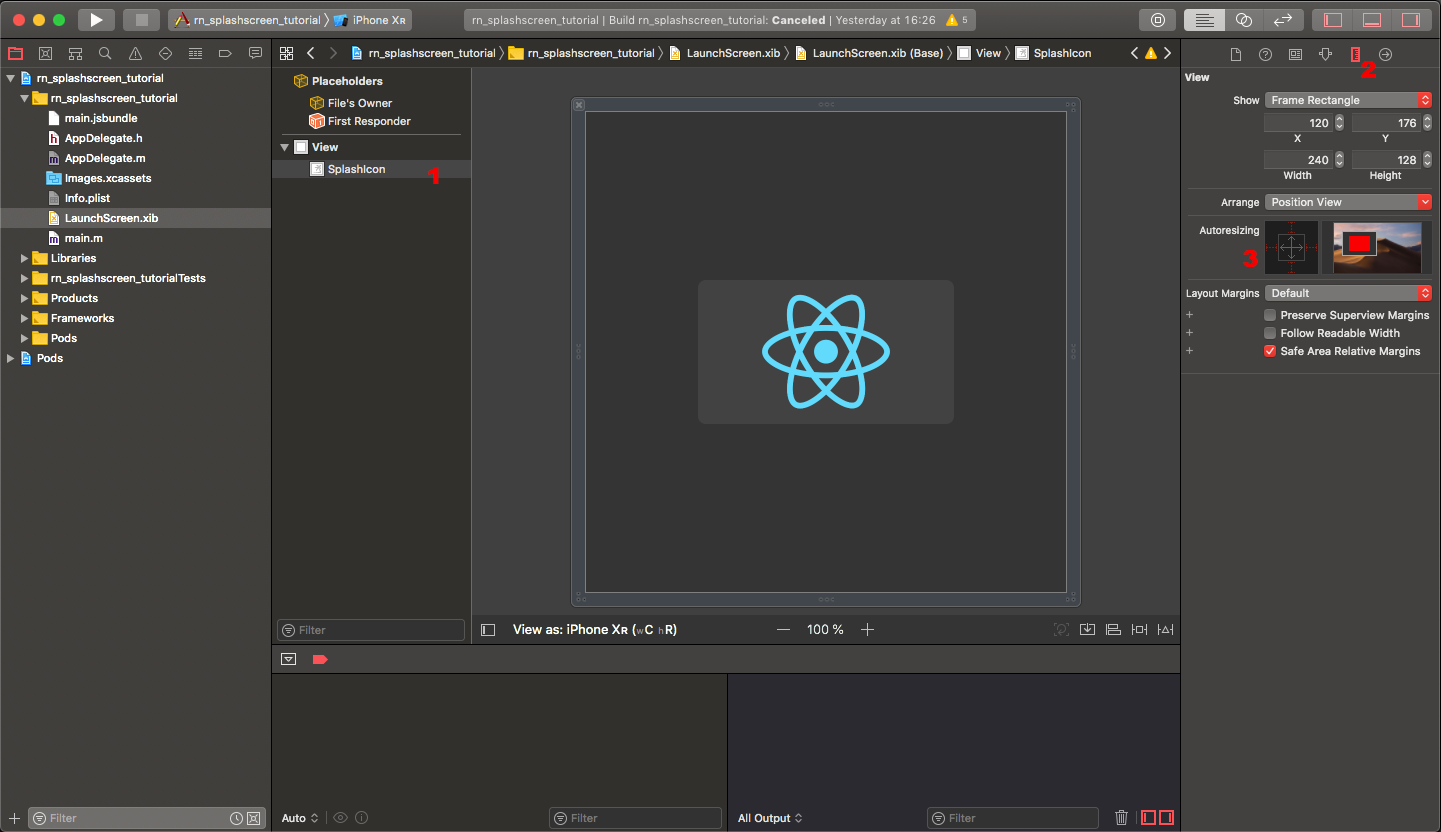 rn_splashscreen_tutorial 〉 iPhone XR
rn_splashscreen_tutorial | Build rn_splashscreen_tutorial: Canceled | Yesterday at 16:26 5
rn_splashscreen_tutorial
rn_splashscreen_tutorial
main.jsbundle
AppDelegate.h
AppDelegate.m
Images.xcassets
Info.plist
LaunchScreen.xib
main.m
Libraries
rn_splashscreen_tutorialTests
Products
Frameworks
Pods
Pods
Filter
rn_splashscreen_tutorial 〉 rn_splashscreen_tutorial 〉 LaunchScreen.xib 〉 LaunchScreen.xib (Base) 〉 View 〉 SplashIcon
Placeholders
File's Owner
First Responder
View
SplashIcon
1
Filter
View as: iPhone XR (wC hR)
100 %
Auto
Filter
All Output
Filter
2
View
Show Frame Rectangle
120 176
X Y
240 128
Width Height
Arrange Position View
Autoresizing
3
Layout Margins Default
+ Preserve Superview Margins
+ Follow Readable Width
+ Safe Area Relative Margins